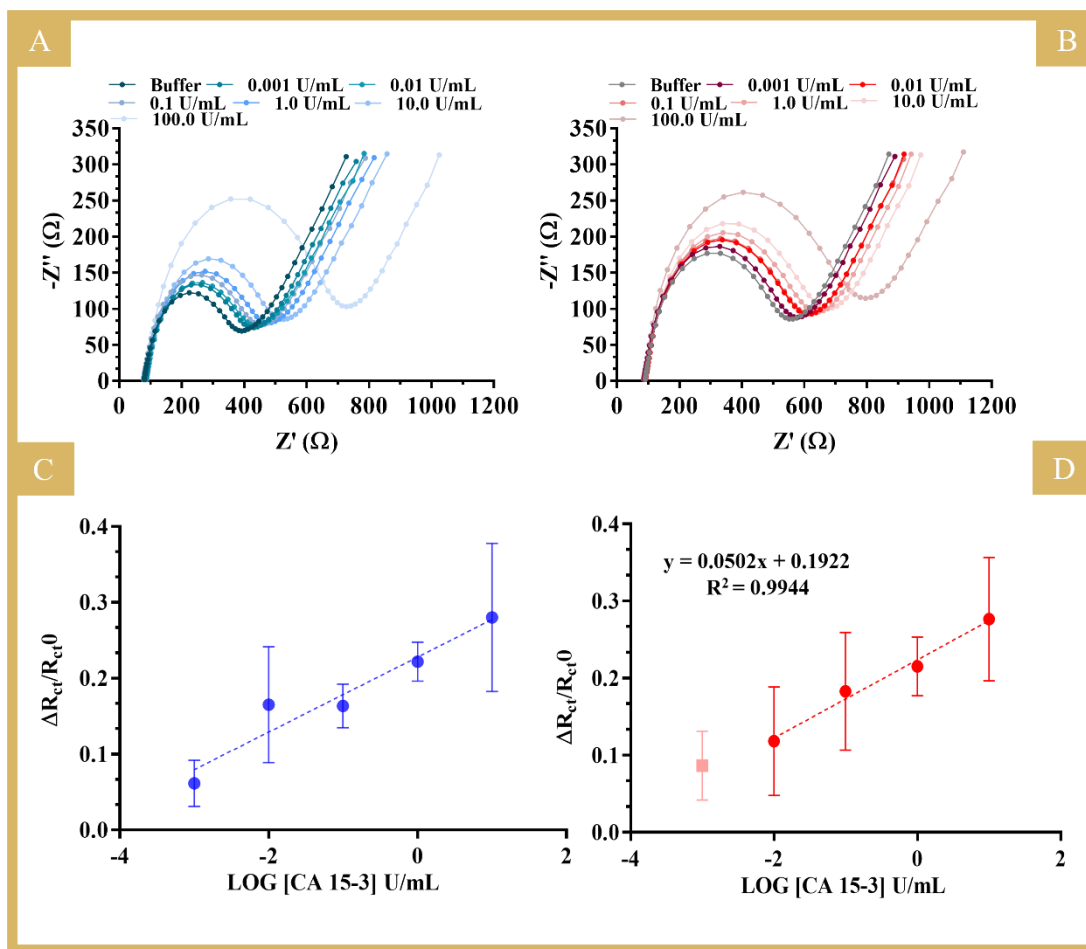 A
B
Buffer 0.001 U/mL 0.01 U/mL
0.1 U/mL 1.0 U/mL 10.0 U/mL
100.0 U/mL
350
300
250
200
150
100
50
0
-Z'' (Ω)
0 200 400 600 800 1000 1200
Z' (Ω)
Buffer 0.001 U/mL 0.01 U/mL
0.1 U/mL 1.0 U/mL 10.0 U/mL
100.0 U/mL
350
300
250
200
150
100
50
0
-Z'' (Ω)
0 200 400 600 800 1000 1200
Z' (Ω)
C
D
0.4
0.3
0.2
0.1
0.0
ΔRct/Rct0
-4 -2 0 2
LOG [CA 15-3] U/mL
y = 0.0502x + 0.1922
R² = 0.9944
0.4
0.3
0.2
0.1
0.0
ΔRct/Rct0
-4 -2 0 2
LOG [CA 15-3] U/mL